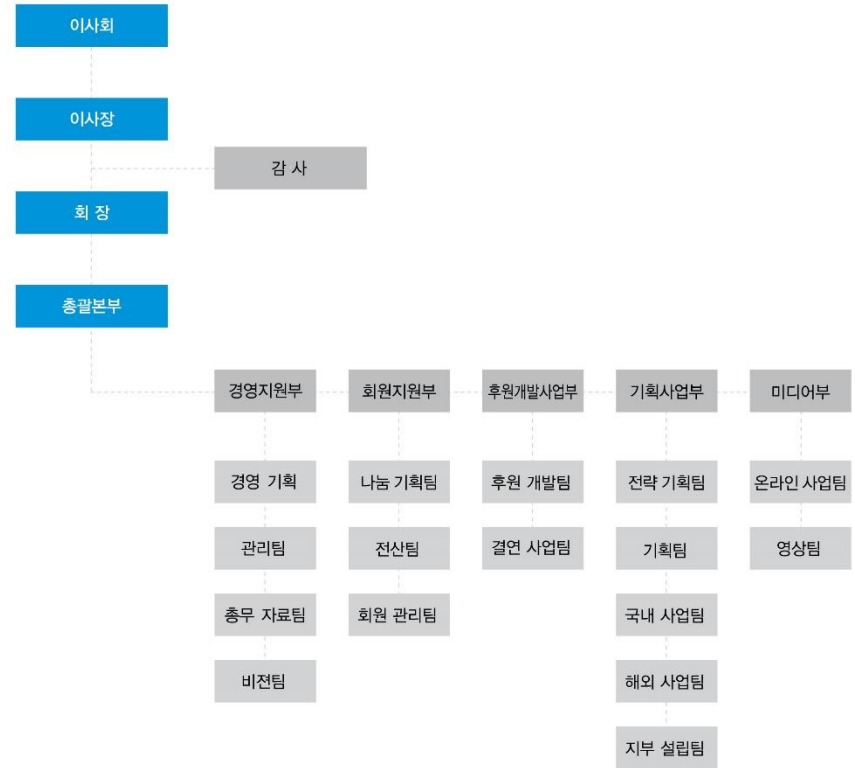 이사회
이사장
감 사
회 장
총괄본부
경영지원부 회원지원부 후원개발사업부 기획사업부 미디어부
경영 기획 나눔 기획팀 후원 개발팀 전략 기획팀 온라인 사업팀
관리팀 전산팀 결연 사업팀 기획팀 영상팀
총무 자료팀 회원 관리팀 국내 사업팀
비젼팀 해외 사업팀
지부 설립팀